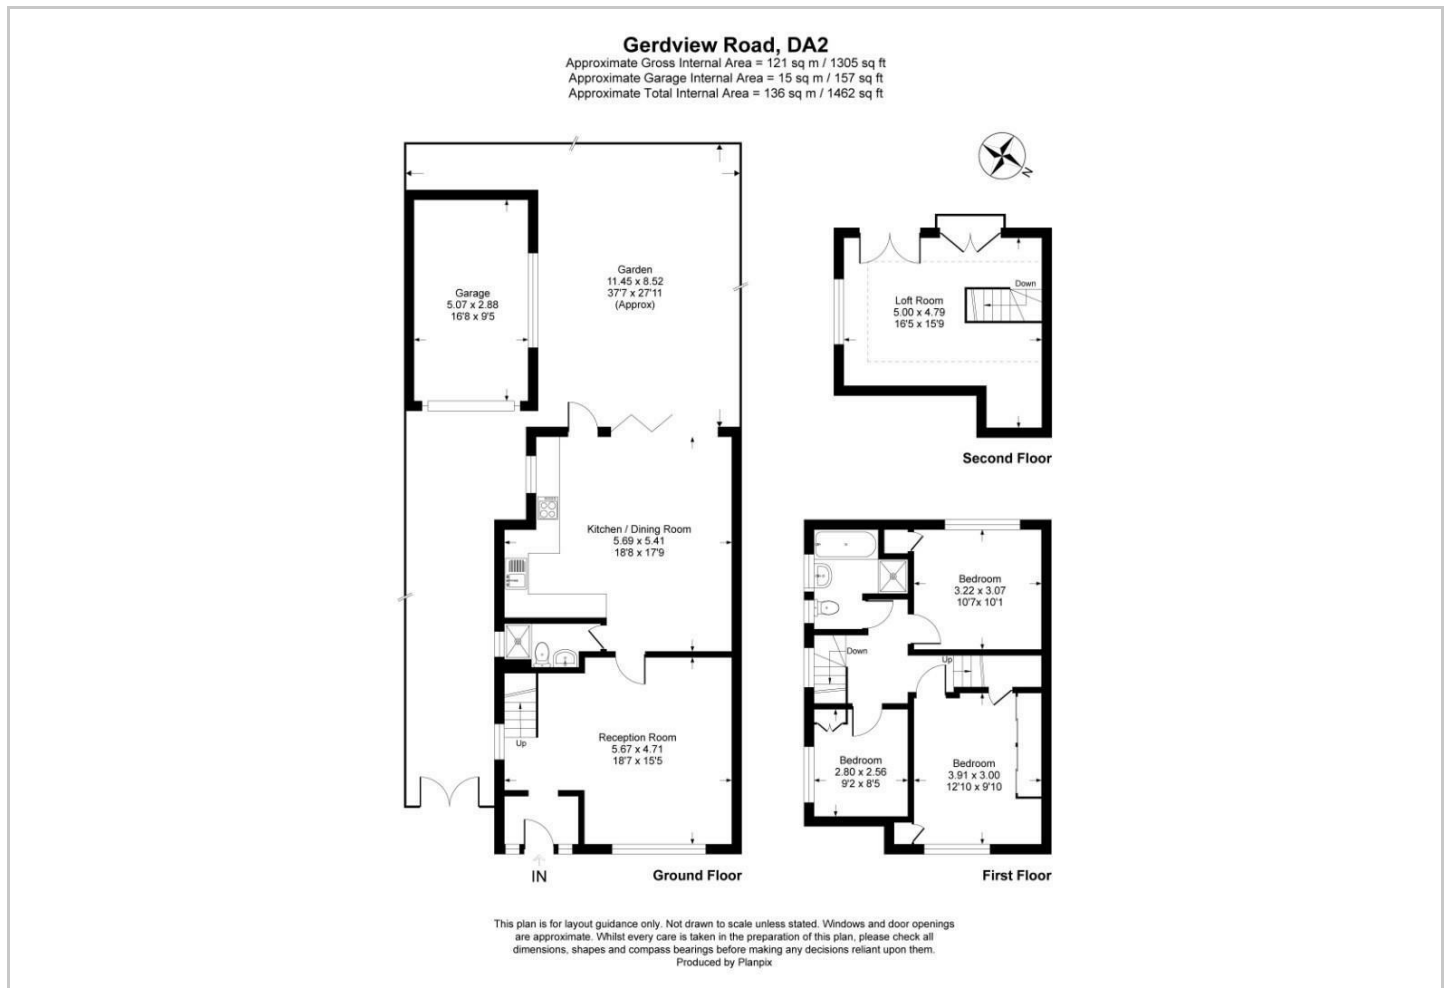 Gerdview Road, DA2
Approximate Gross Internal Area = 121 sq m / 1305 sq ft
Approximate Garage Internal Area = 15 sq m / 157 sq ft
Approximate Total Internal Area = 136 sq m / 1462 sq ft
N
Garden
11.45 x 8.52
37'7 x 27'11
(Approx)
Garage
5.07 x 2.88
16'8 x 9'5
Kitchen / Dining Room
5.69 x 5.41
18'8 x 17'9
Reception Room
5.67 x 4.71
18'7 x 15'5
Up
IN
Ground Floor
Down
Loft Room
5.00 x 4.79
16'5 x 15'9
Second Floor
Bedroom
3.22 x 3.07
10'7x 10'1
Down
Up
Bedroom
2.80 x 2.56
9'2 x 8'5
Bedroom
3.91 x 3.00
12'10 x 9'10
First Floor
This plan is for layout guidance only. Not drawn to scale unless stated. Windows and door openings
are approximate. Whilst every care is taken in the preparation of this plan, please check all
dimensions, shapes and compass bearings before making any decisions reliant upon them.
Produced by Planpix